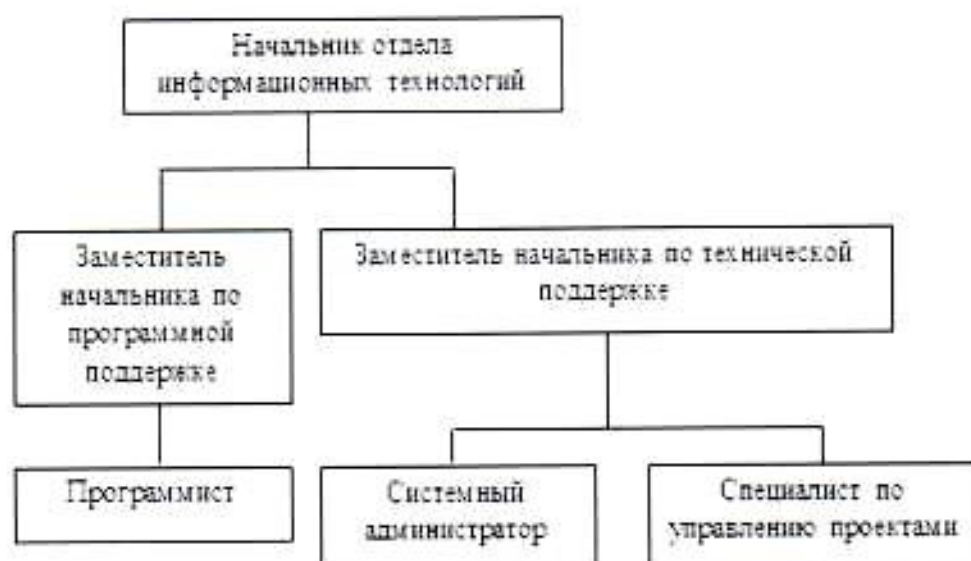 Начальник отдела
информационных технологий
Заместитель
начальника по
программной
поддержке
Заместитель начальника по технической
поддержке
Программист
Системный
администратор
Специалист по
управлению проектами